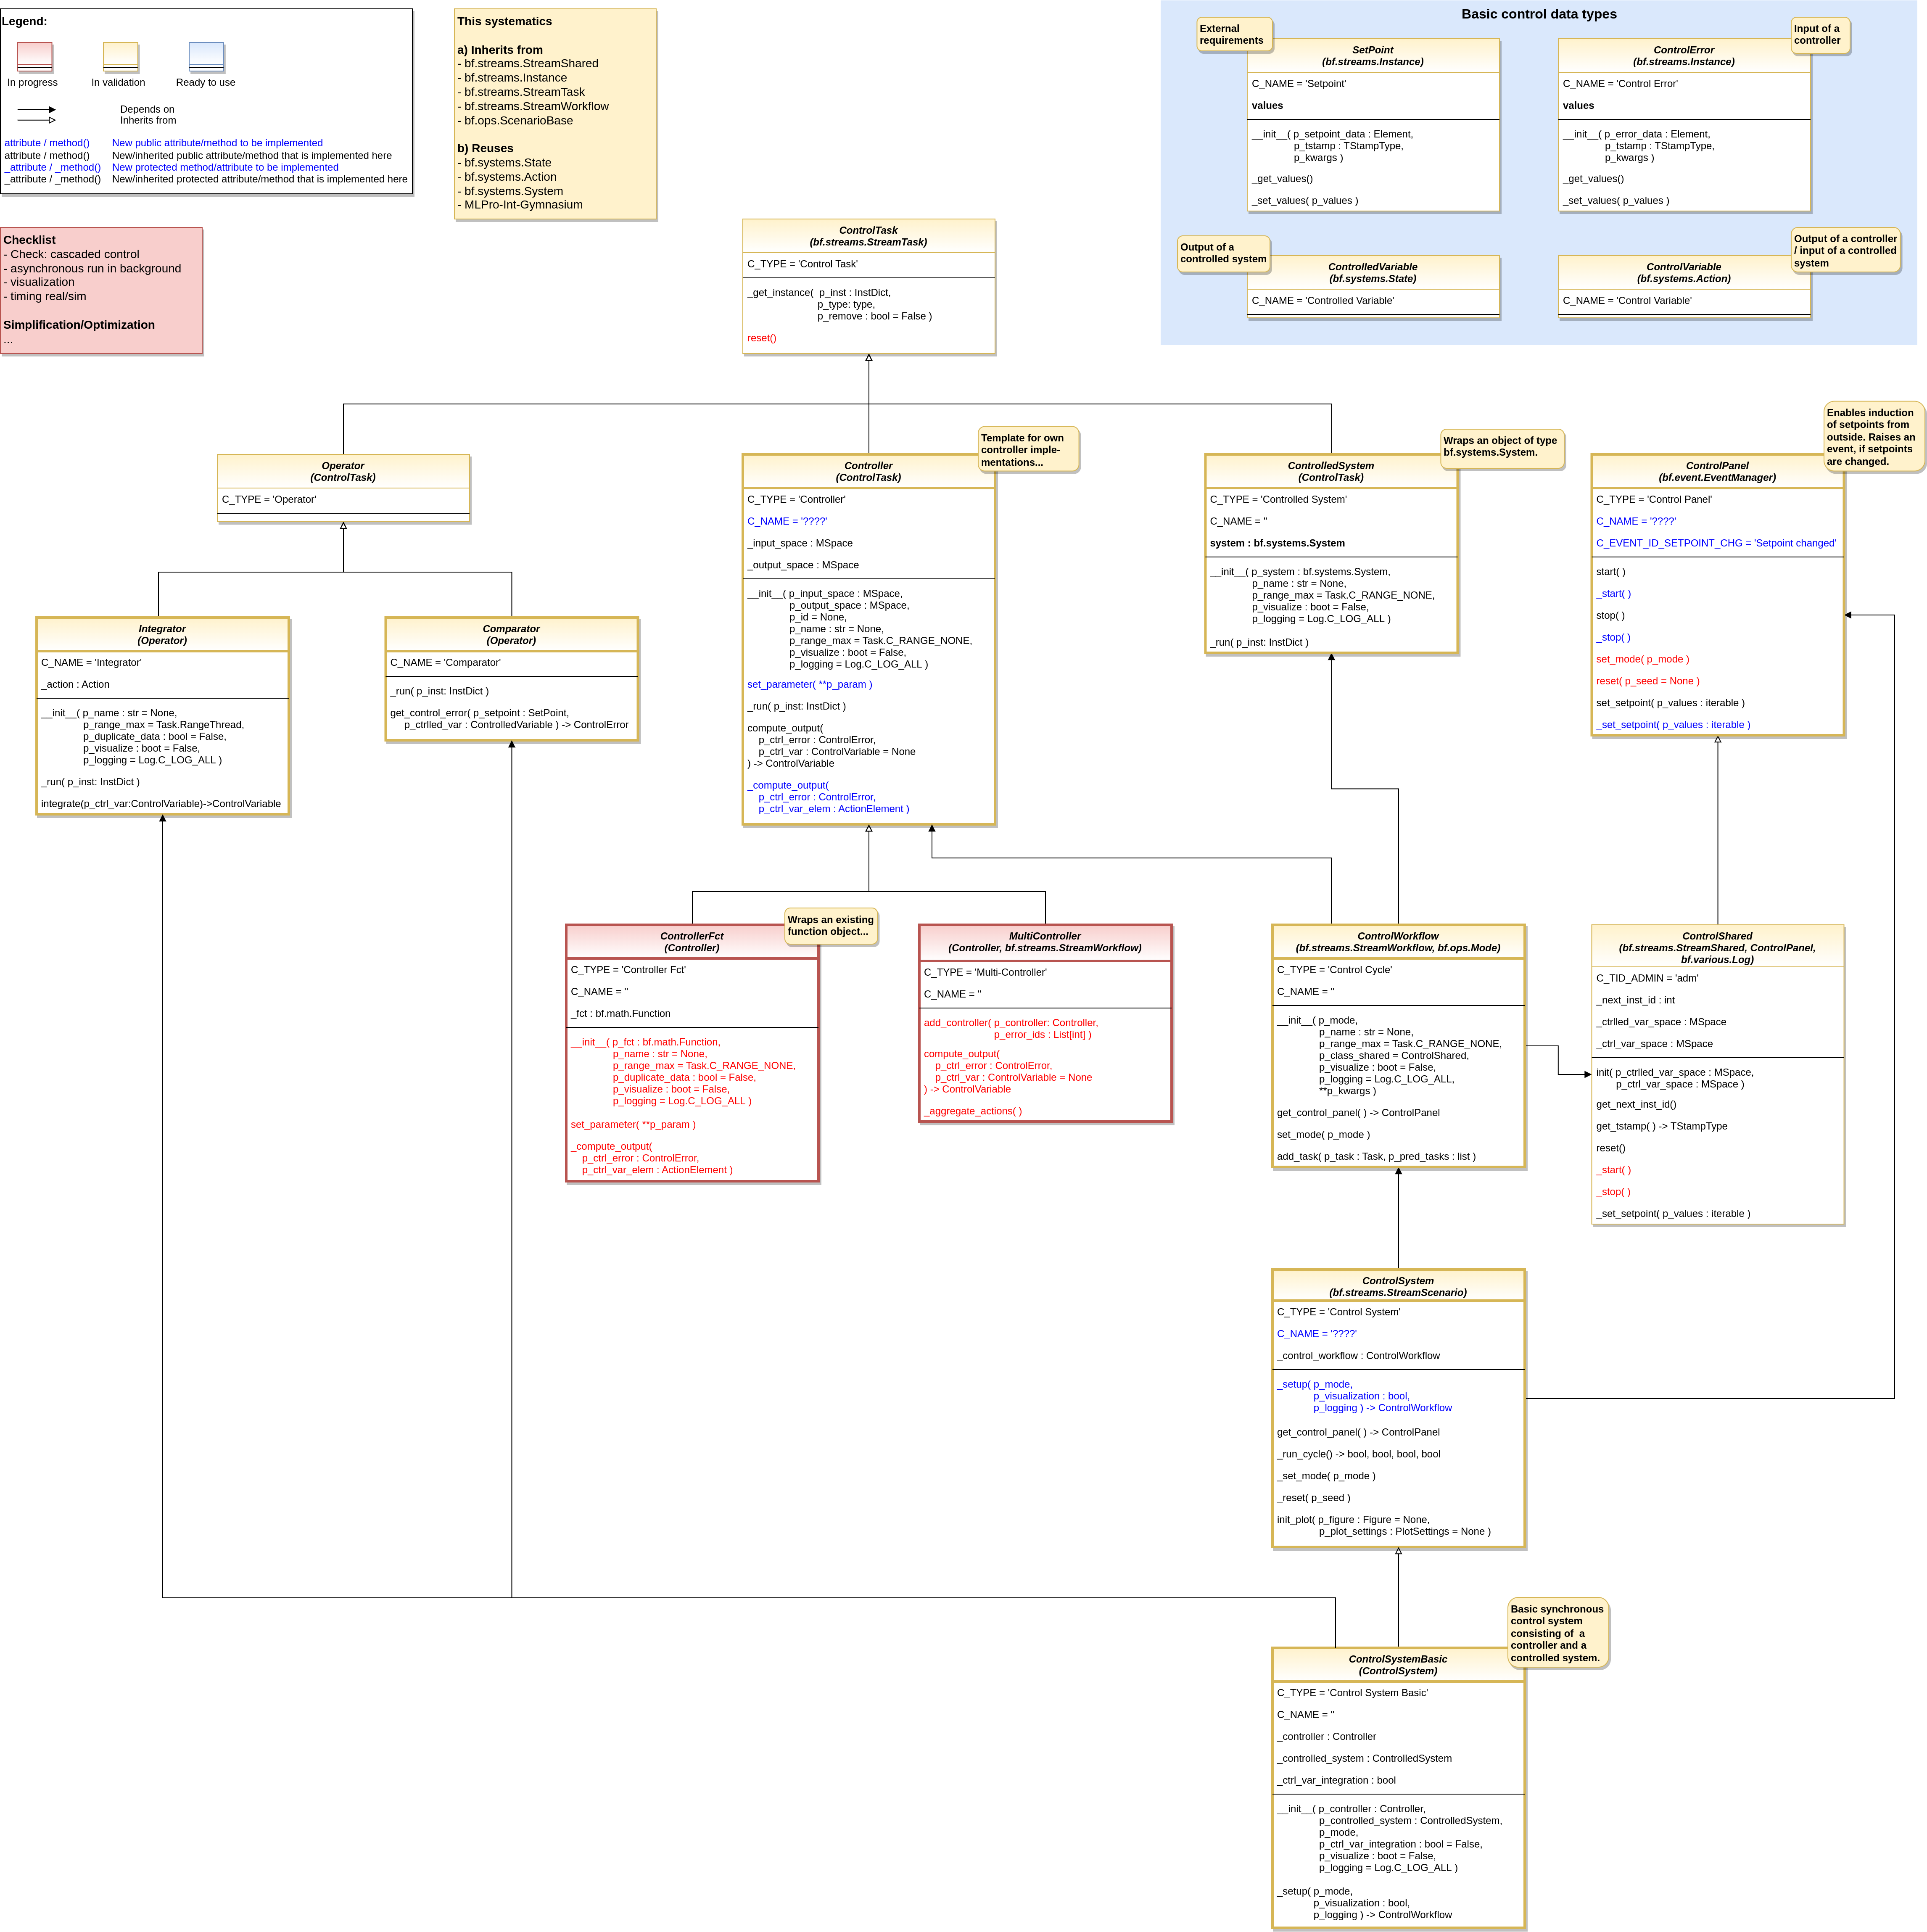 Legend:
In progress
In validation
Ready to use
Depends on
Inherits from
attribute / method() New public attribute/method to be implemented
attribute / method() New/inherited public attribute/method that is implemented here
_attribute / _method() New protected method/attribute to be implemented
_attribute / _method() New/inherited protected attribute/method that is implemented here
This systematics
a) Inherits from
- bf.streams.StreamShared
- bf.streams.Instance
- bf.streams.StreamTask
- bf.streams.StreamWorkflow
- bf.ops.ScenarioBase
b) Reuses
- bf.systems.State
- bf.systems.Action
- bf.systems.System
- MLPro-Int-Gymnasium
Checklist
- Check: cascaded control
- asynchronous run in background
- visualization
- timing real/sim
Simplification/Optimization
...
Basic control data types
External
requirements
SetPoint
(bf.streams.Instance)
C_NAME = 'Setpoint'
values
__init__( p_setpoint_data : Element,
p_tstamp : TStampType,
p_kwargs )
_get_values()
_set_values( p_values )
Input of a
controller
ControlError
(bf.streams.Instance)
C_NAME = 'Control Error'
values
__init__( p_error_data : Element,
p_tstamp : TStampType,
p_kwargs )
_get_values()
_set_values( p_values )
Output of a
controlled system
ControlledVariable
(bf.systems.State)
C_NAME = 'Controlled Variable'
Output of a controller
/ input of a controlled
system
ControlVariable
(bf.systems.Action)
C_NAME = 'Control Variable'
ControlTask
(bf.streams.StreamTask)
C_TYPE = 'Control Task'
_get_instance(  p_inst : InstDict,
p_type: type,
p_remove : bool = False )
reset()
Operator
(ControlTask)
C_TYPE = 'Operator'
Template for own
controller imple-
mentations...
Controller
(ControlTask)
C_TYPE = 'Controller'
C_NAME = '????'
_input_space : MSpace
_output_space : MSpace
__init__( p_input_space : MSpace,
p_output_space : MSpace,
p_id = None,
p_name : str = None,
p_range_max = Task.C_RANGE_NONE,
p_visualize : boot = False,
p_logging = Log.C_LOG_ALL )
set_parameter( **p_param )
_run( p_inst: InstDict )
compute_output(
p_ctrl_error : ControlError,
p_ctrl_var : ControlVariable = None
) -> ControlVariable
_compute_output(
p_ctrl_error : ControlError,
p_ctrl_var_elem : ActionElement )
Wraps an object of type
bf.systems.System.
ControlledSystem
(ControlTask)
C_TYPE = 'Controlled System'
C_NAME = ''
system : bf.systems.System
__init__( p_system : bf.systems.System,
p_name : str = None,
p_range_max = Task.C_RANGE_NONE,
p_visualize : boot = False,
p_logging = Log.C_LOG_ALL )
_run( p_inst: InstDict )
Enables induction
of setpoints from
outside. Raises an
event, if setpoints
are changed.
ControlPanel
(bf.event.EventManager)
C_TYPE = 'Control Panel'
C_NAME = '????'
C_EVENT_ID_SETPOINT_CHG = 'Setpoint changed'
start( )
_start( )
stop( )
_stop( )
set_mode( p_mode )
reset( p_seed = None )
set_setpoint( p_values : iterable )
_set_setpoint( p_values : iterable )
Integrator
(Operator)
C_NAME = 'Integrator'
_action : Action
__init__( p_name : str = None,
p_range_max = Task.RangeThread,
p_duplicate_data : bool = False,
p_visualize : boot = False,
p_logging = Log.C_LOG_ALL )
_run( p_inst: InstDict )
integrate(p_ctrl_var:ControlVariable)->ControlVariable
Comparator
(Operator)
C_NAME = 'Comparator'
_run( p_inst: InstDict )
get_control_error( p_setpoint : SetPoint,
p_ctrlled_var : ControlledVariable ) -> ControlError
Wraps an existing
function object...
ControllerFct
(Controller)
C_TYPE = 'Controller Fct'
C_NAME = ''
_fct : bf.math.Function
__init__( p_fct : bf.math.Function,
p_name : str = None,
p_range_max = Task.C_RANGE_NONE,
p_duplicate_data : bool = False,
p_visualize : boot = False,
p_logging = Log.C_LOG_ALL )
set_parameter( **p_param )
_compute_output(
p_ctrl_error : ControlError,
p_ctrl_var_elem : ActionElement )
MultiController
(Controller, bf.streams.StreamWorkflow)
C_TYPE = 'Multi-Controller'
C_NAME = ''
add_controller( p_controller: Controller,
p_error_ids : List[int] )
compute_output(
p_ctrl_error : ControlError,
p_ctrl_var : ControlVariable = None
) -> ControlVariable
_aggregate_actions( )
ControlWorkflow
(bf.streams.StreamWorkflow, bf.ops.Mode)
C_TYPE = 'Control Cycle'
C_NAME = ''
__init__( p_mode,
p_name : str = None,
p_range_max = Task.C_RANGE_NONE,
p_class_shared = ControlShared,
p_visualize : boot = False,
p_logging = Log.C_LOG_ALL,
**p_kwargs )
get_control_panel( ) -> ControlPanel
set_mode( p_mode )
add_task( p_task : Task, p_pred_tasks : list )
ControlShared
(bf.streams.StreamShared, ControlPanel,
bf.various.Log)
C_TID_ADMIN = 'adm'
_next_inst_id : int
_ctrlled_var_space : MSpace
_ctrl_var_space : MSpace
init( p_ctrlled_var_space : MSpace,
p_ctrl_var_space : MSpace )
get_next_inst_id()
get_tstamp( ) -> TStampType
reset()
_start( )
_stop( )
_set_setpoint( p_values : iterable )
ControlSystem
(bf.streams.StreamScenario)
C_TYPE = 'Control System'
C_NAME = '????'
_control_workflow : ControlWorkflow
_setup( p_mode,
p_visualization : bool,
p_logging ) -> ControlWorkflow
get_control_panel( ) -> ControlPanel
_run_cycle() -> bool, bool, bool, bool
_set_mode( p_mode )
_reset( p_seed )
init_plot( p_figure : Figure = None,
p_plot_settings : PlotSettings = None )
Basic synchronous
control system
consisting of  a
controller and a
controlled system.
ControlSystemBasic
(ControlSystem)
C_TYPE = 'Control System Basic'
C_NAME = ''
_controller : Controller
_controlled_system : ControlledSystem
_ctrl_var_integration : bool
__init__( p_controller : Controller,
p_controlled_system : ControlledSystem,
p_mode,
p_ctrl_var_integration : bool = False,
p_visualize : boot = False,
p_logging = Log.C_LOG_ALL )
_setup( p_mode,
p_visualization : bool,
p_logging ) -> ControlWorkflow